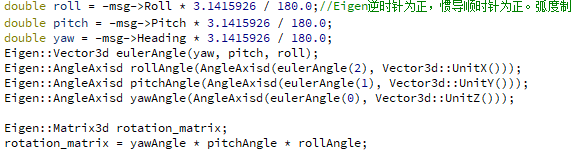 double roll = -msg->Roll * 3.1415926 / 180.0;//Eigen逆时针为正，惯导顺时针为正。弧度制
double pitch = -msg->Pitch * 3.1415926 / 180.0;
double yaw = -msg->Heading * 3.1415926 / 180.0;
Eigen::Vector3d eulerAngle(yaw, pitch, roll);
Eigen::AngleAxisd rollAngle(AngleAxisd(eulerAngle(2), Vector3d::UnitX()));
Eigen::AngleAxisd pitchAngle(AngleAxisd(eulerAngle(1), Vector3d::UnitY()));
Eigen::AngleAxisd yawAngle(AngleAxisd(eulerAngle(0), Vector3d::UnitZ()));
Eigen::Matrix3d rotation_matrix;
rotation_matrix = yawAngle * pitchAngle * rollAngle;